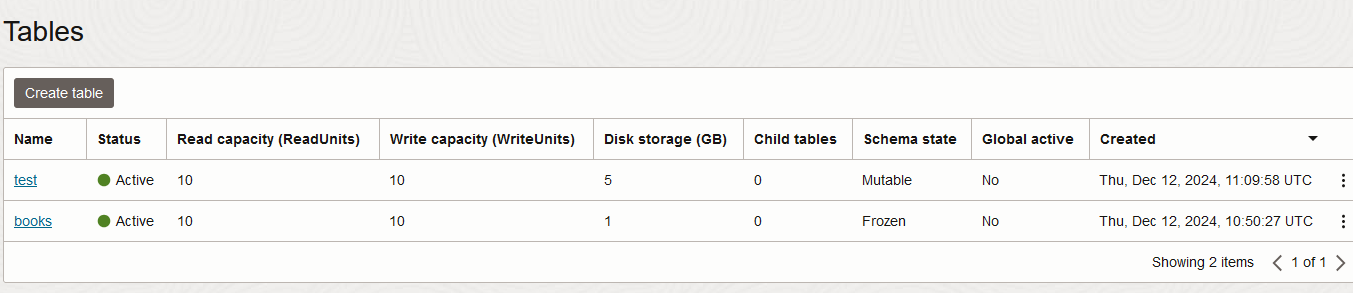 Tables
Create table
Name Status Read capacity (ReadUnits) Write capacity (WriteUnits) Disk storage (GB) Child tables Schema state Global active Created
test Active 10 10 5 0 Mutable No Thu, Dec 12, 2024, 11:09:58 UTC
books Active 10 10 1 0 Frozen No Thu, Dec 12, 2024, 10:50:27 UTC
Showing 2 items 1 of 1